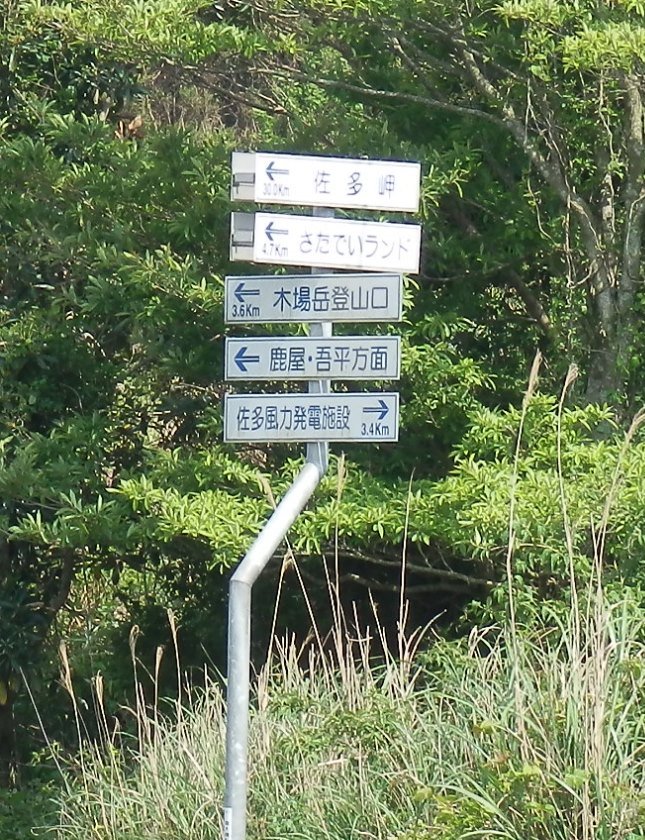 ← 佐多岬
30.0Km
← さたでいランド
4.7Km
← 木場岳登山口
3.6Km
← 鹿屋・吾平方面
佐多風力発電施設 →
3.4Km